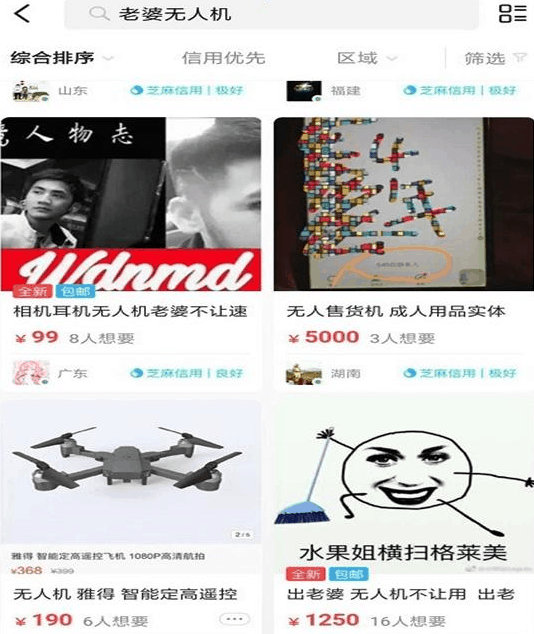 老婆无人机
综合排序
信用优先
区域
筛选
山东
芝麻信用|极好
福建
芝麻信用|极好
竟人物志
Wdnmd
全新 包邮
相机耳机无人机老婆不让速
¥99 8人想要
广东
芝麻信用|良好
无人售货机 成人用品实体
¥5000 3人想要
湖南
芝麻信用|极好
2/6
雅得 智能定高遥控飞机 1080P高清航拍
¥368 ¥399
无人机 雅得 智能定高遥控
¥190 6人想要
水果姐横扫格莱美
全新 包邮
出老婆 无人机不让用 出老
¥1250 16人想要